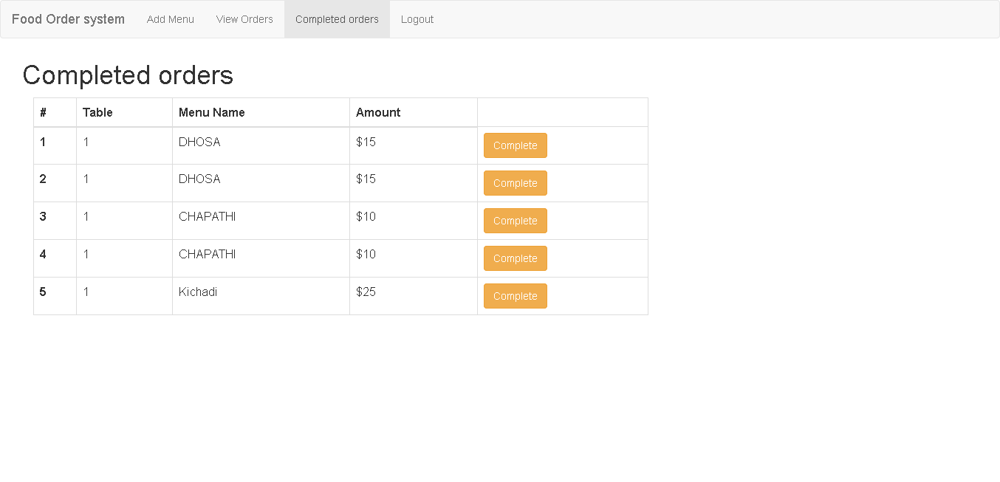 Food Order system Add Menu View Orders Completed orders Logout
Completed orders
# Table Menu Name Amount
1 1 DHOSA $15 Complete
2 1 DHOSA $15 Complete
3 1 CHAPATHI $10 Complete
4 1 CHAPATHI $10 Complete
5 1 Kichadi $25 Complete